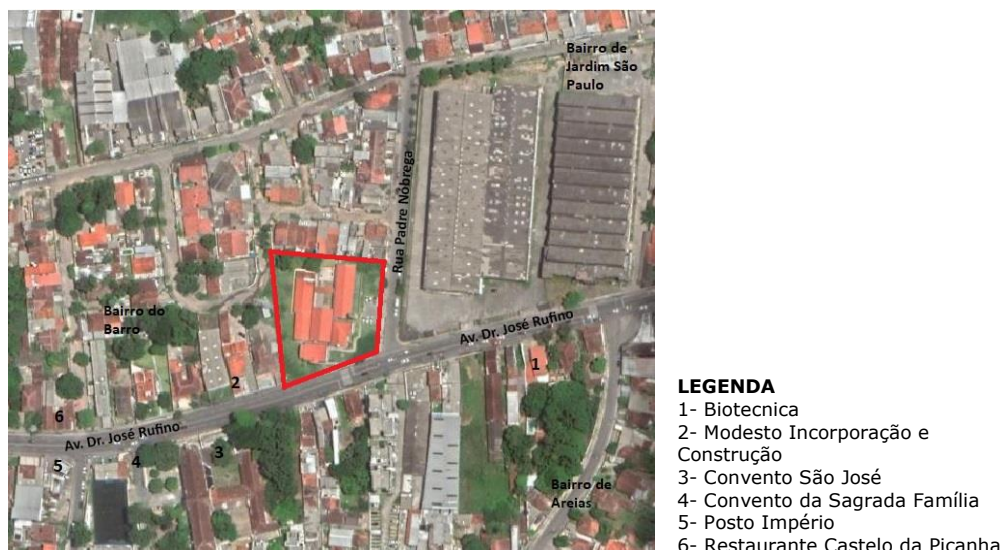 Bairro de
Jardim São
Paulo
Rua Padre Nóbrega
Bairro do
Barro
Av. Dr. José Rufino
1
2
6
Av. Dr. José Rufino
5
4
3
Bairro de
Areias
LEGENDA
1- Biotecnica
2- Modesto Incorporação e
Construção
3- Convento São José
4- Convento da Sagrada Família
5- Posto Império
6- Restaurante Castelo da Picanha